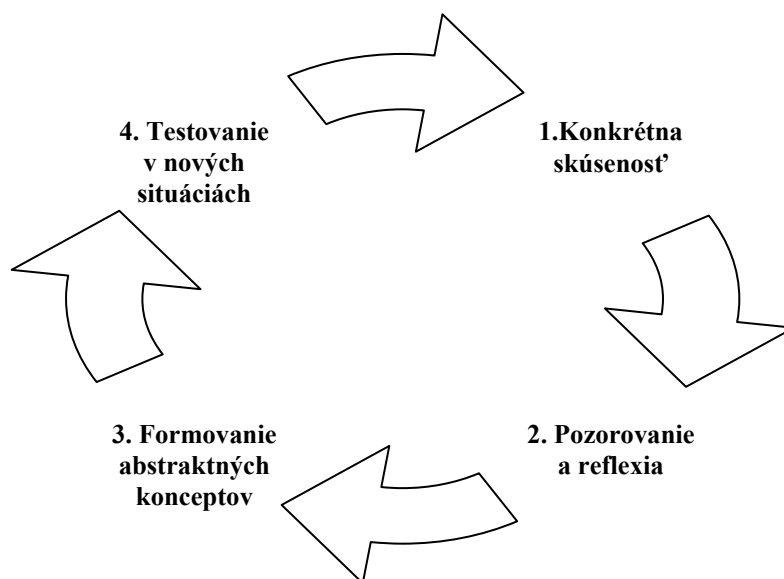 1.Konkrétna
skúsenosť
2. Pozorovanie
a reflexia
3. Formovanie
abstraktných
konceptov
4. Testovanie
v nových
situáciách